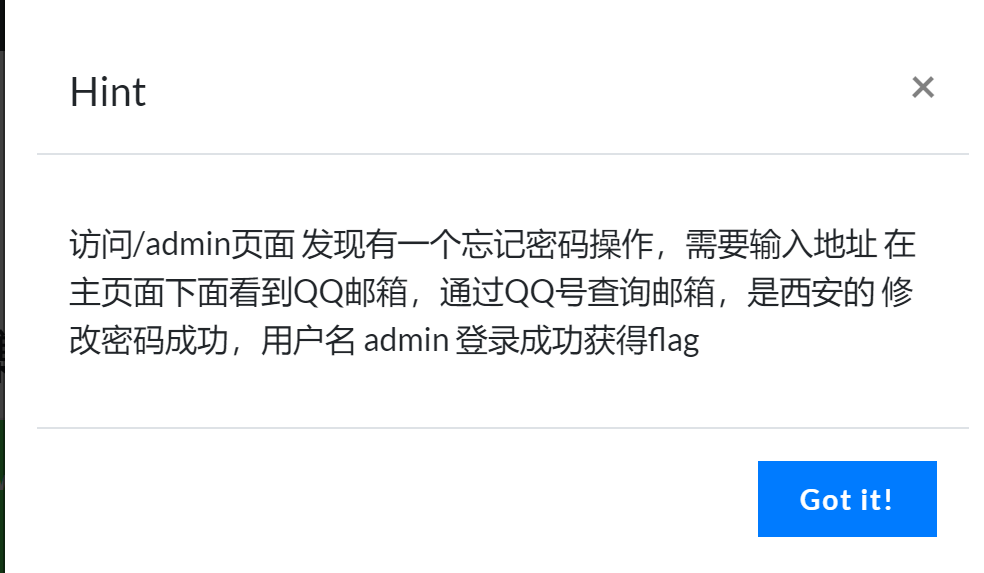 Hint
访问/admin页面 发现有一个忘记密码操作，需要输入地址 在
主页面下面看到QQ邮箱，通过QQ号查询邮箱，是西安的 修
改密码成功，用户名 admin 登录成功获得flag
Got it!